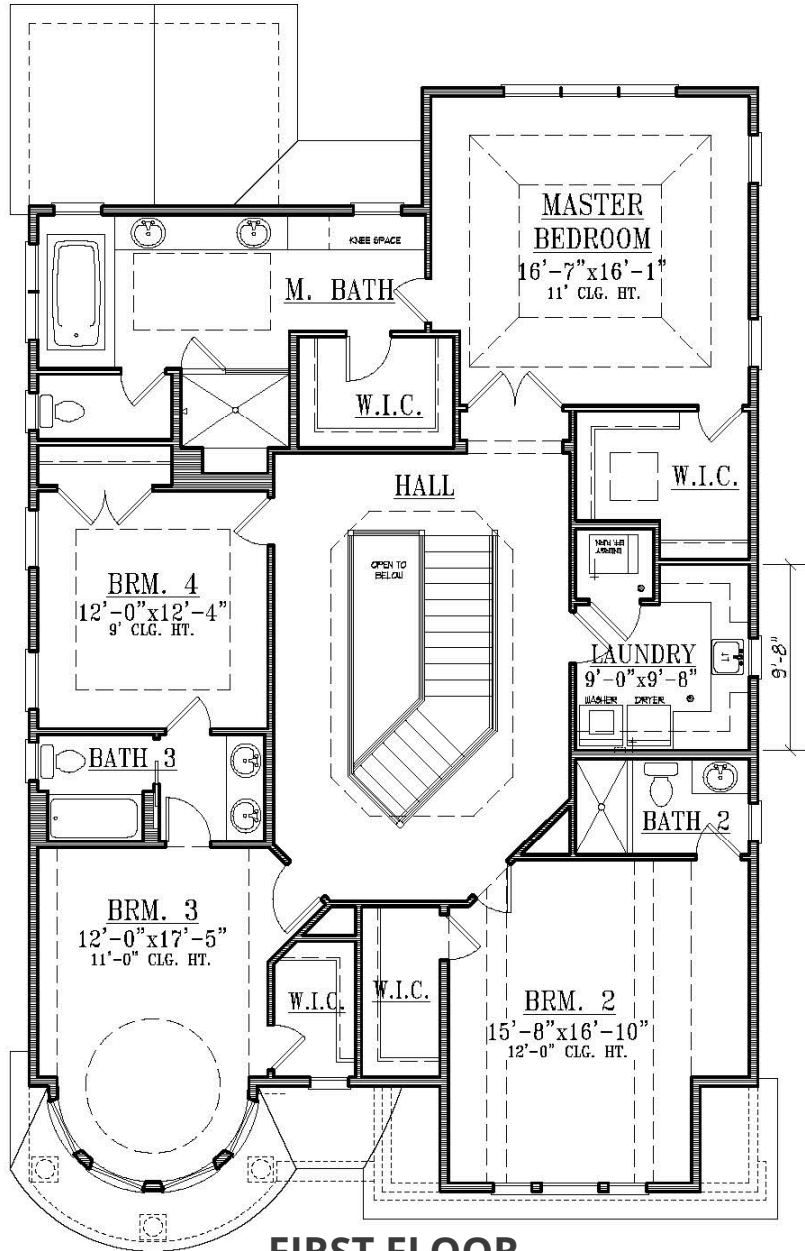 MASTER
BEDROOM
16'-7"x16'-1"
11' CLG. HT.
KNEE SPACE
M. BATH
W.I.C.
W.I.C.
HALL
OPEN TO
BELOW
BRM. 4
12'-0"x12'-4"
9' CLG. HT.
LAUNDRY
9'-0"x9'-8"
WASHER DRYER
LT
9'-8"
BATH 3
BATH 2
BRM. 3
12'-0"x17'-5"
11'-0" CLG. HT.
W.I.C.
W.I.C.
BRM. 2
15'-8"x16'-10"
12'-0" CLG. HT.
FIRST FLOOR